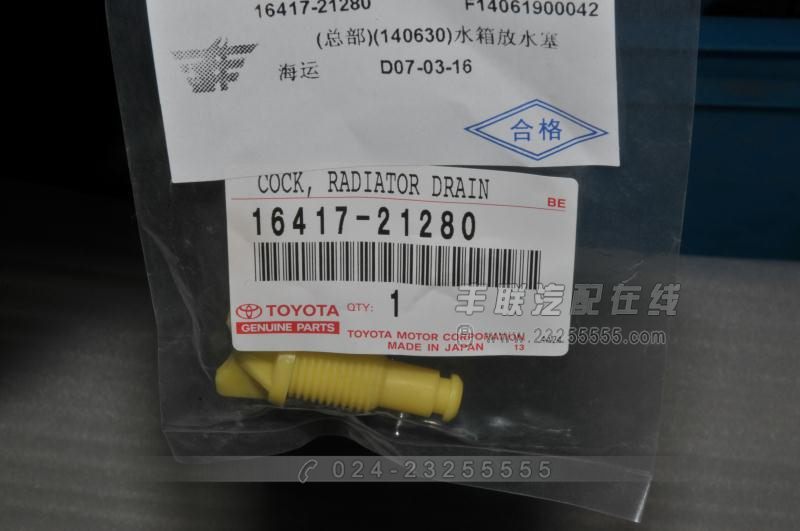 16417-21280 F14061900042
(总部)(140630)水箱放水塞
海运 D07-03-16
合格
COCK, RADIATOR DRAIN
16417-21280 BE
TOYOTA
GENUINE PARTS
QTY: 1
TOYOTA MOTOR CORPORATION
MADE IN JAPAN 13
丰联汽配在线
www.23255555.com
024-23255555